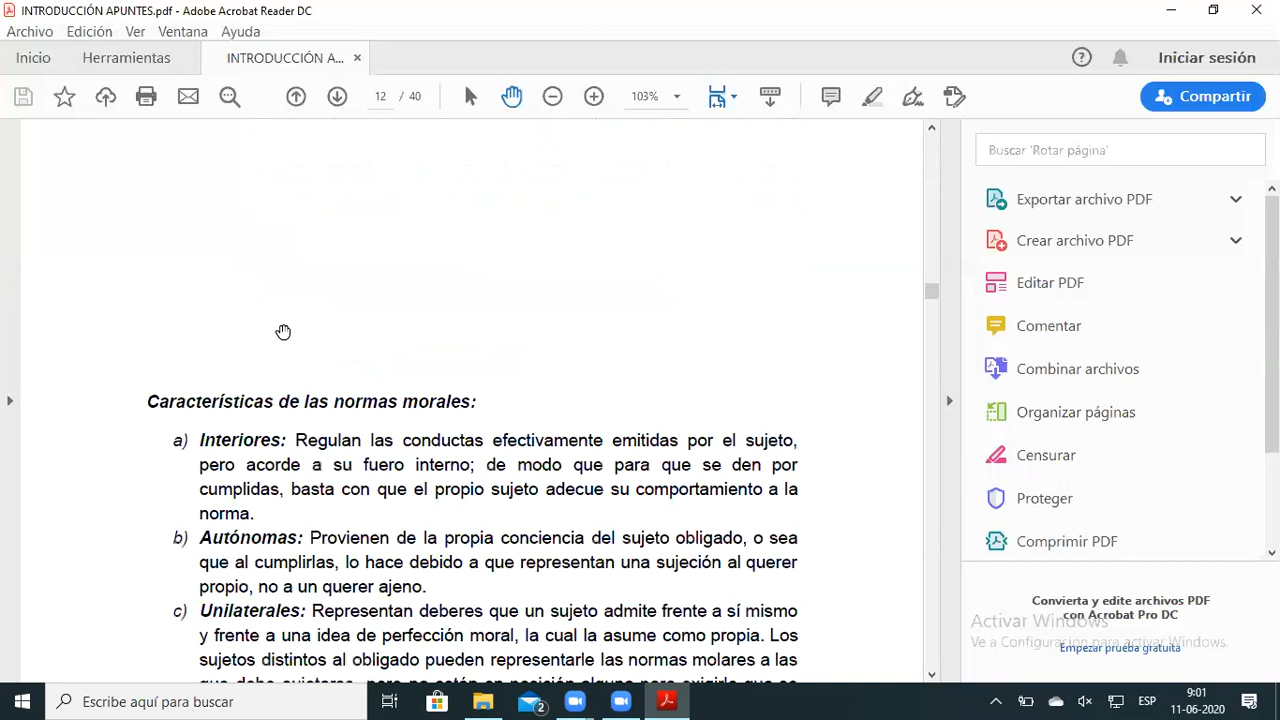 INTRODUCCIÓN APUNTES.pdf - Adobe Acrobat Reader DC
Archivo Edición Ver Ventana Ayuda
Inicio Herramientas INTRODUCCIÓN A... × Iniciar sesión
12 / 40 103% Compartir
Buscar 'Rotar página'
Exportar archivo PDF
Crear archivo PDF
Editar PDF
Comentar
Combinar archivos
Organizar páginas
Censurar
Proteger
Comprimir PDF
Convierta y edite archivos PDF
con Acrobat Pro DC
Empezar prueba gratuita
Activar Windows
Ve a Configuración para activar Windows.
Características de las normas morales:
a) Interiores: Regulan las conductas efectivamente emitidas por el sujeto,
pero acorde a su fuero interno; de modo que para que se den por
cumplidas, basta con que el propio sujeto adecue su comportamiento a la
norma.
b) Autónomas: Provienen de la propia conciencia del sujeto obligado, o sea
que al cumplirlas, lo hace debido a que representan una sujeción al querer
propio, no a un querer ajeno.
c) Unilaterales: Representan deberes que un sujeto admite frente a sí mismo
y frente a una idea de perfección moral, la cual la asume como propia. Los
sujetos distintos al obligado pueden representarle las normas molares a las
Escribe aquí para buscar
2
ESP
9:01
11-06-2020